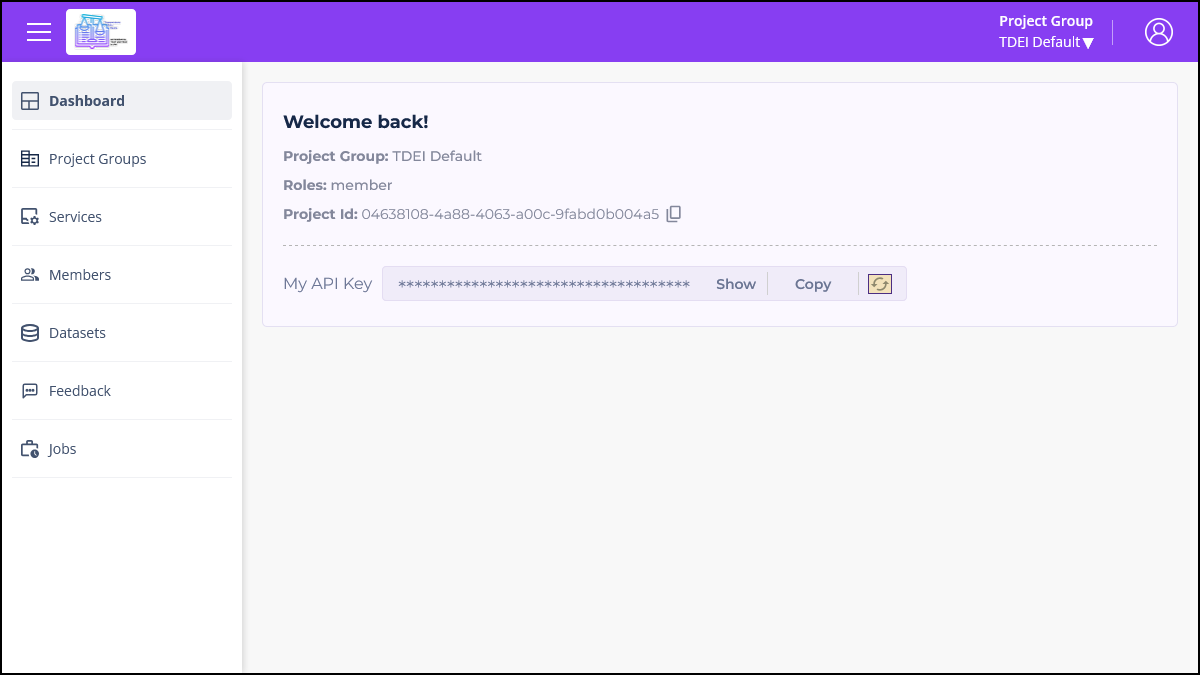 Project Group
TDEI Default▼
Dashboard
Project Groups
Services
Members
Datasets
Feedback
Jobs
Welcome back!
Project Group: TDEI Default
Roles: member
Project Id: 04638108-4a88-4063-a00c-9fabd0b004a5
My API Key ************************************ Show Copy